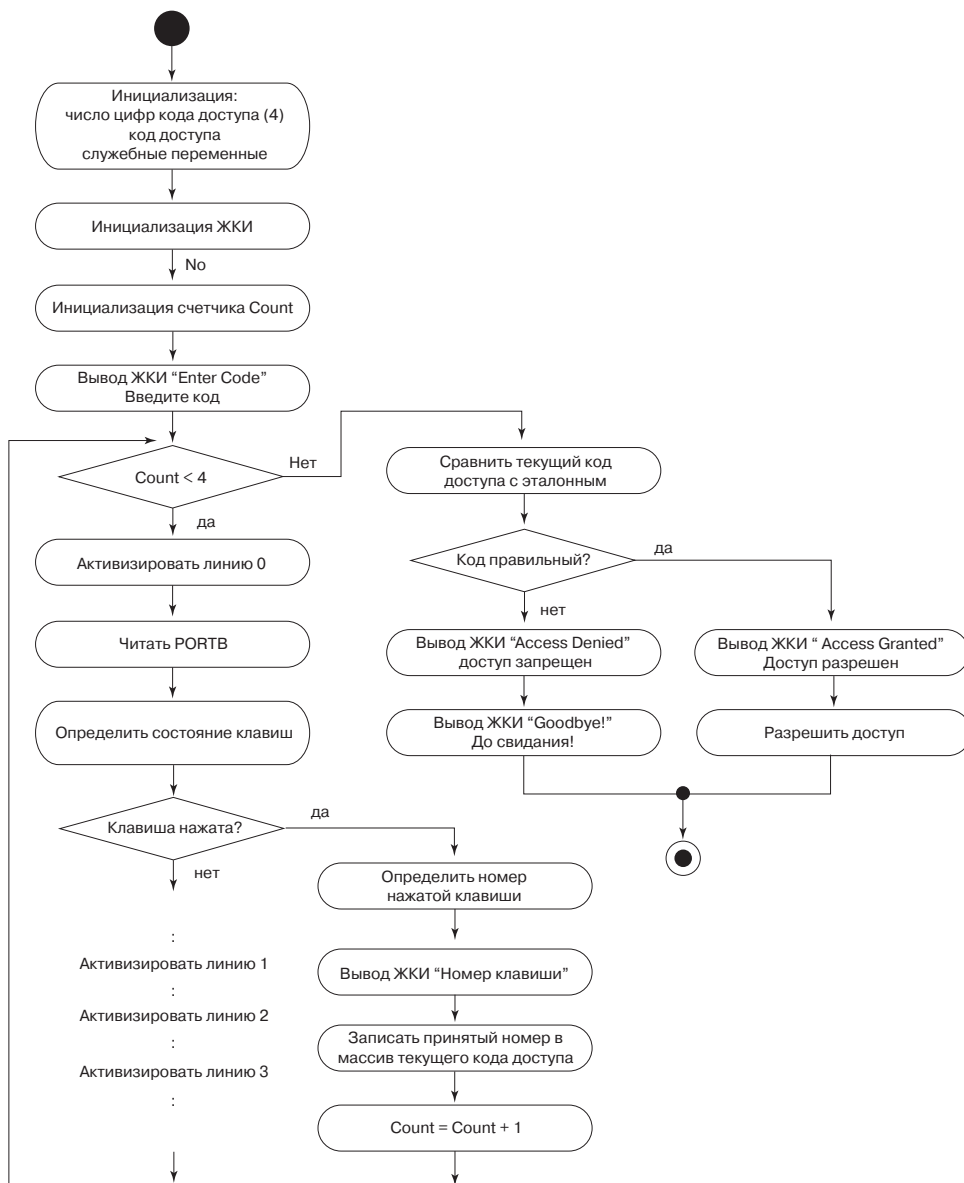 Инициализация:
число цифр кода доступа (4)
код доступа
служебные переменные
Инициализация ЖКИ
No
Инициализация счетчика Count
Вывод ЖКИ “Enter Code”
Введите код
Count < 4
Нет
да
Сравнить текущий код
доступа с эталонным
Код правильный?
да
нет
Активизировать линию 0
Читать PORTB
Определить состояние клавиш
Вывод ЖКИ “Access Denied”
доступ запрещен
Вывод ЖКИ “ Access Granted”
Доступ разрешен
Вывод ЖКИ “Goodbye!”
До свидания!
Разрешить доступ
Клавиша нажата?
да
нет
Определить номер
нажатой клавиши
:
Активизировать линию 1
:
Активизировать линию 2
:
Активизировать линию 3
:
Вывод ЖКИ “Номер клавиши”
Записать принятый номер в
массив текущего кода доступа
Count = Count + 1